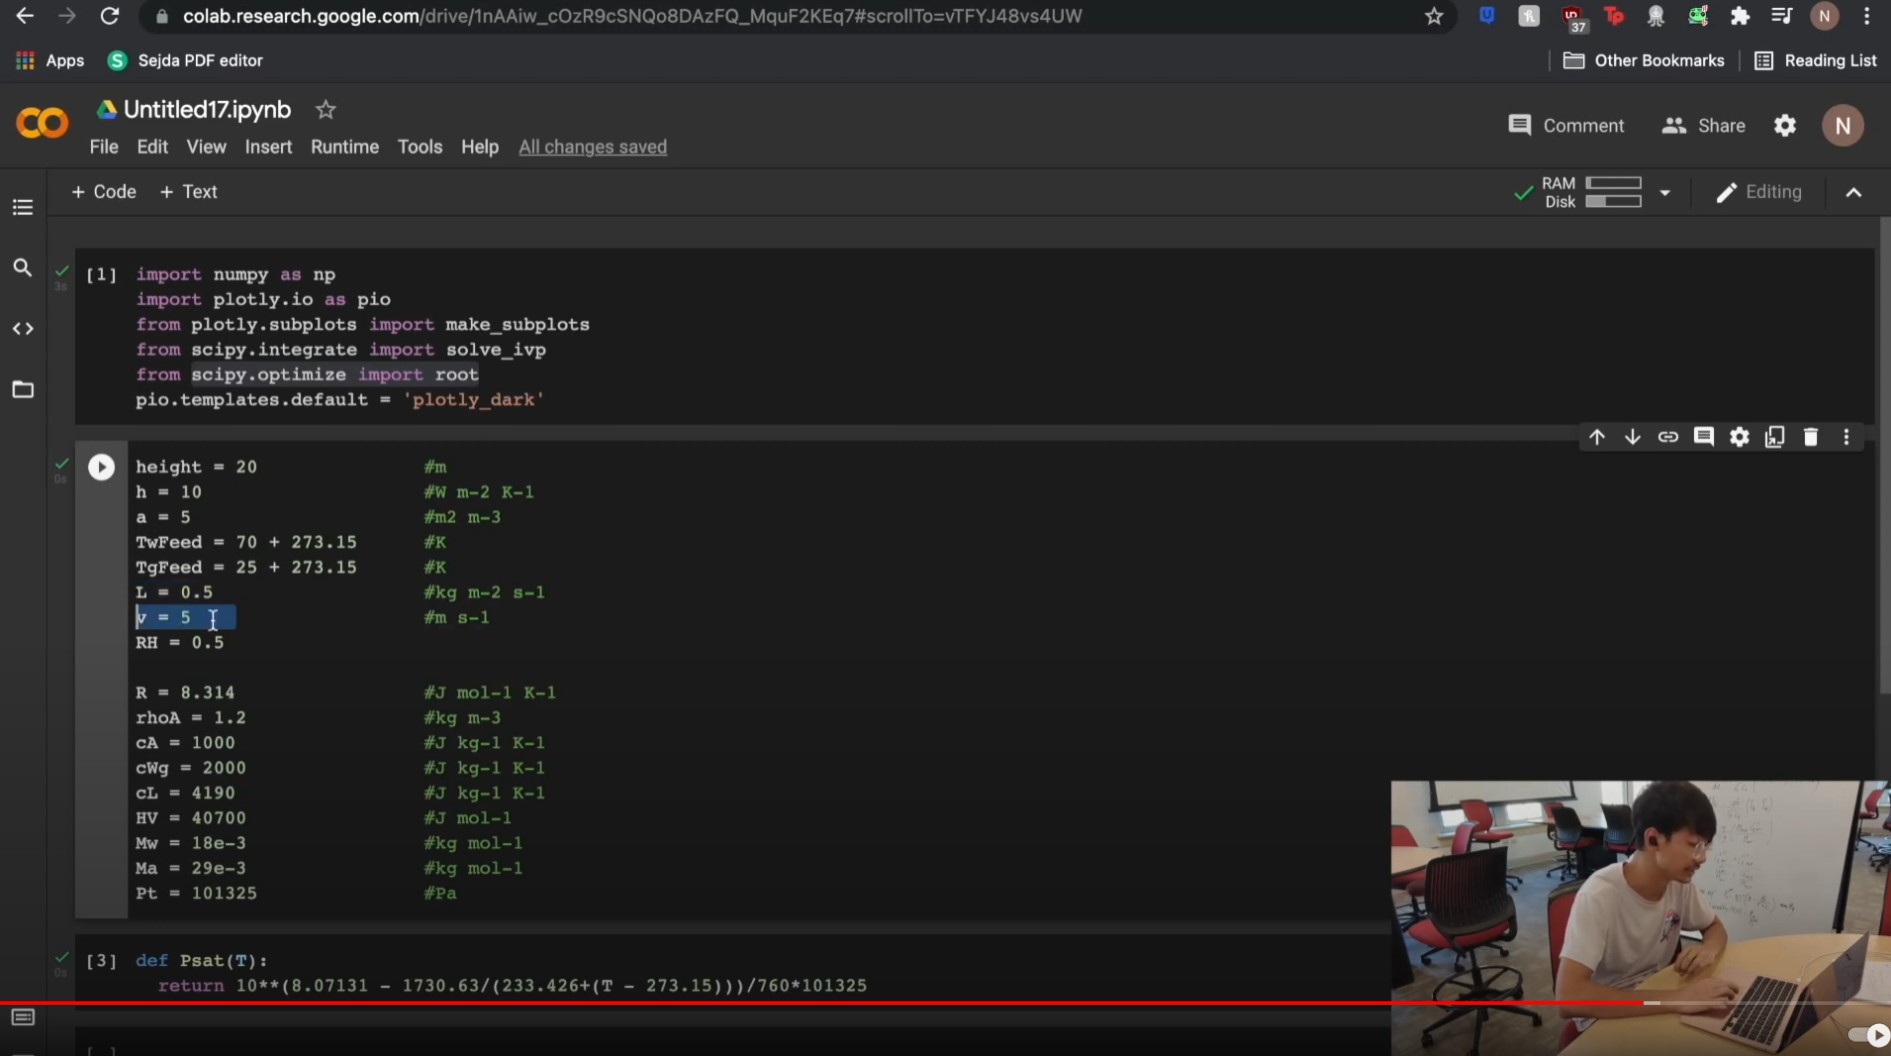 colab.research.google.com/drive/1nAAiw_cOzR9cSNQo8DAzFQ_MquF2KEq7#scrollTo=vTFYJ48vs4UW
37
N
Apps
Sejda PDF editor
Other Bookmarks
Reading List
Untitled17.ipynb
Comment
Share
N
File Edit View Insert Runtime Tools Help All changes saved
+ Code + Text
RAM
Disk
Editing
[1] import numpy as np
3s
import plotly.io as pio
from plotly.subplots import make_subplots
from scipy.integrate import solve_ivp
from scipy.optimize import root
pio.templates.default = 'plotly_dark'
height = 20 #m
0s
h = 10 #W m-2 K-1
a = 5 #m2 m-3
TwFeed = 70 + 273.15 #K
TgFeed = 25 + 273.15 #K
L = 0.5 #kg m-2 s-1
v = 5 #m s-1
RH = 0.5
R = 8.314 #J mol-1 K-1
rhoA = 1.2 #kg m-3
cA = 1000 #J kg-1 K-1
cWg = 2000 #J kg-1 K-1
cL = 4190 #J kg-1 K-1
HV = 40700 #J mol-1
Mw = 18e-3 #kg mol-1
Ma = 29e-3 #kg mol-1
Pt = 101325 #Pa
[3] def Psat(T):
0s
return 10**(8.07131 - 1730.63/(233.426+(T - 273.15)))/760*101325
[ ]